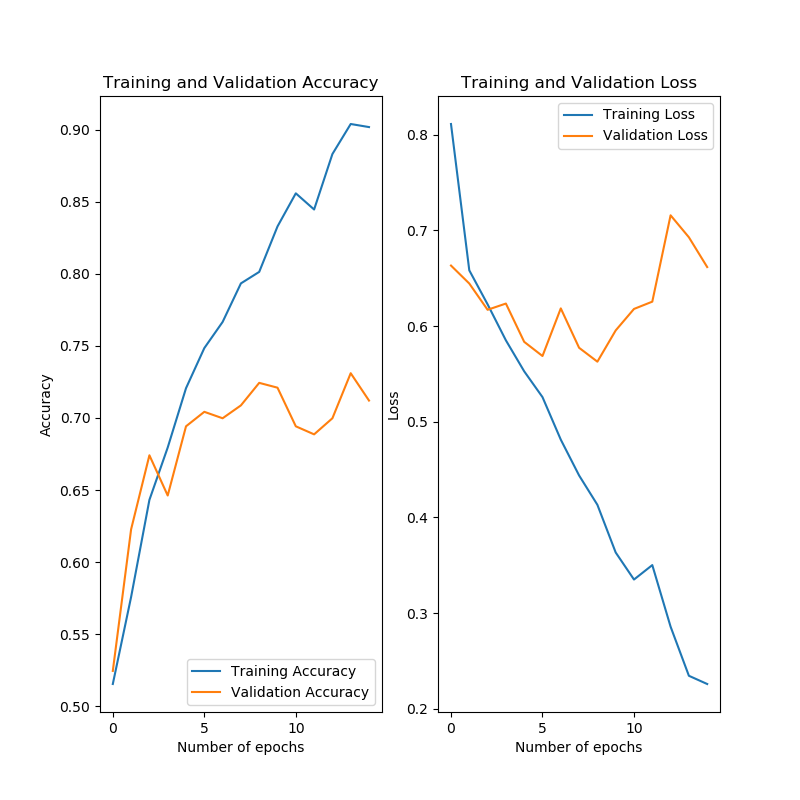 Training and Validation Accuracy
Accuracy
0.90
0.85
0.80
0.75
0.70
0.65
0.60
0.55
0.50
Training Accuracy
Validation Accuracy
0
5
10
Number of epochs
Training and Validation Loss
Loss
0.8
0.7
0.6
0.5
0.4
0.3
0.2
Training Loss
Validation Loss
0
5
10
Number of epochs